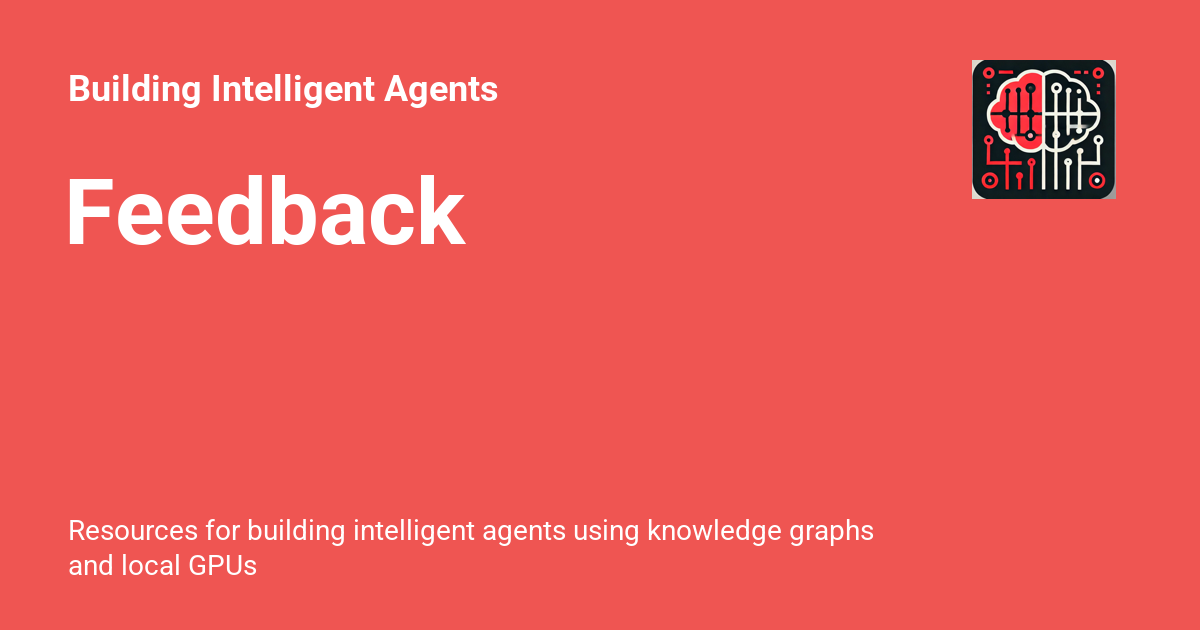 Building Intelligent Agents
Feedback
Resources for building intelligent agents using knowledge graphs
and local GPUs